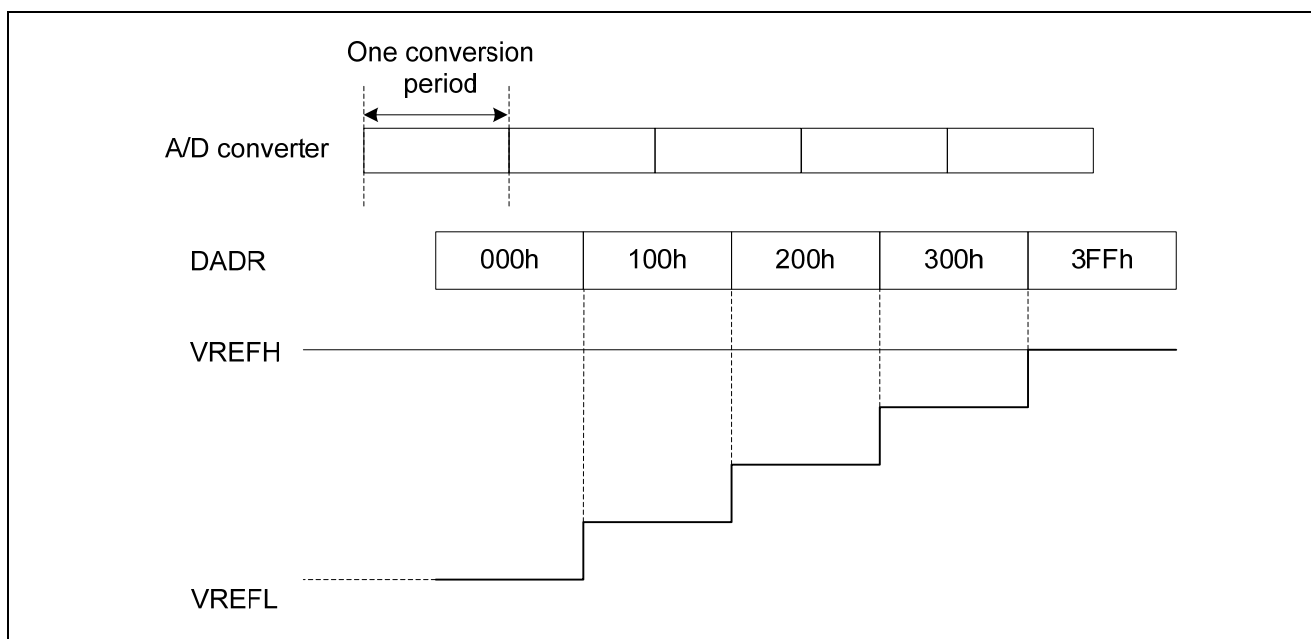 One conversion
period
A/D converter
DADR 000h 100h 200h 300h 3FFh
VREFH
VREFL